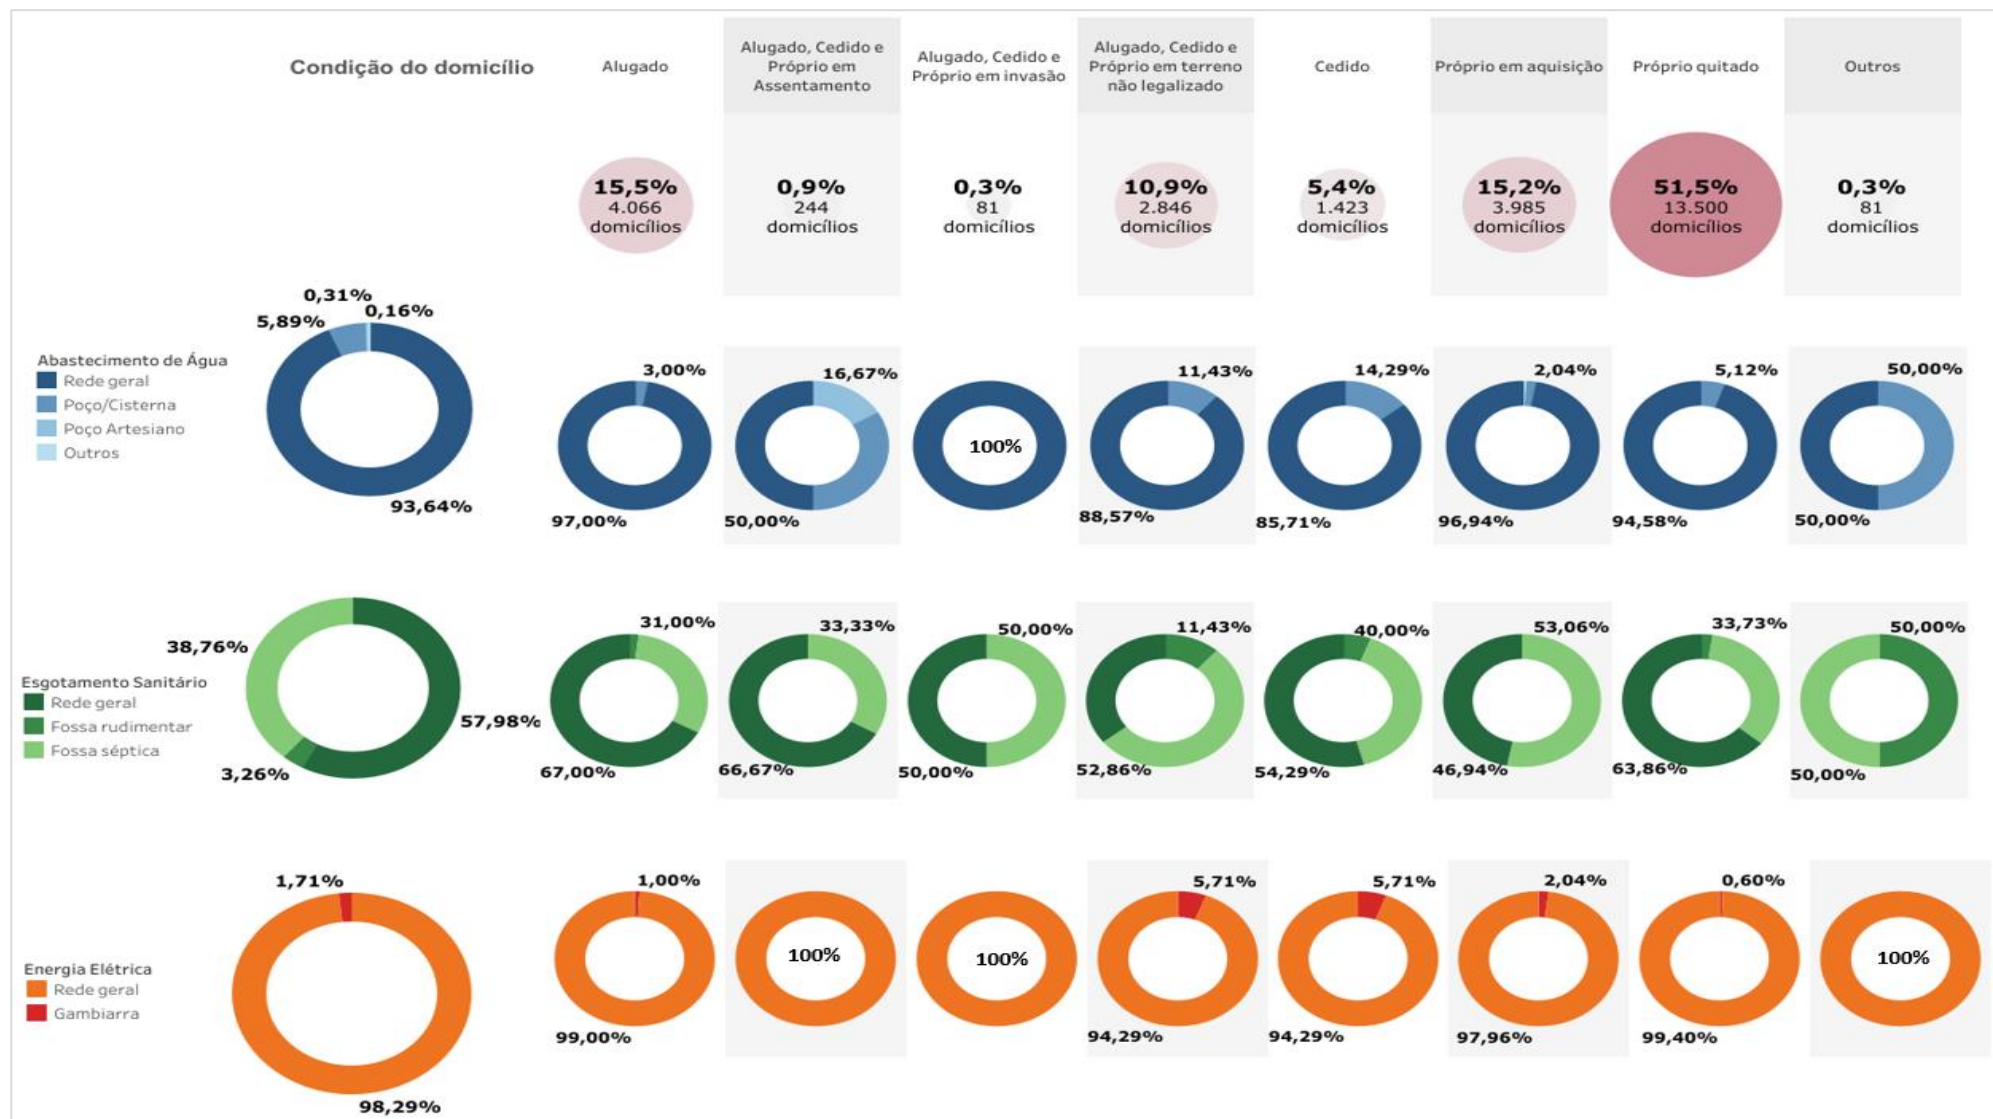 Condição do domicílio
Alugado
Alugado, Cedido e
Próprio em
Assentamento
Alugado, Cedido e
Próprio em invasão
Alugado, Cedido e
Próprio em terreno
não legalizado
Cedido
Próprio em aquisição
Próprio quitado
Outros
15,5%
4.066
domicílios
0,9%
244
domicílios
0,3%
81
domicílios
10,9%
2.846
domicílios
5,4%
1.423
domicílios
15,2%
3.985
domicílios
51,5%
13.500
domicílios
0,3%
81
domicílios
Abastecimento de Água
Rede geral
Poço/Cisterna
Poço Artesiano
Outros
0,31%
0,16%
5,89%
93,64%
3,00%
97,00%
16,67%
50,00%
100%
11,43%
88,57%
14,29%
85,71%
2,04%
96,94%
5,12%
94,58%
50,00%
50,00%
Esgotamento Sanitário
Rede geral
Fossa rudimentar
Fossa séptica
38,76%
57,98%
3,26%
31,00%
67,00%
33,33%
66,67%
50,00%
50,00%
11,43%
52,86%
40,00%
54,29%
53,06%
46,94%
33,73%
63,86%
50,00%
50,00%
Energia Elétrica
Rede geral
Gambiarra
1,71%
98,29%
1,00%
99,00%
100%
100%
5,71%
94,29%
5,71%
94,29%
2,04%
97,96%
0,60%
99,40%
100%